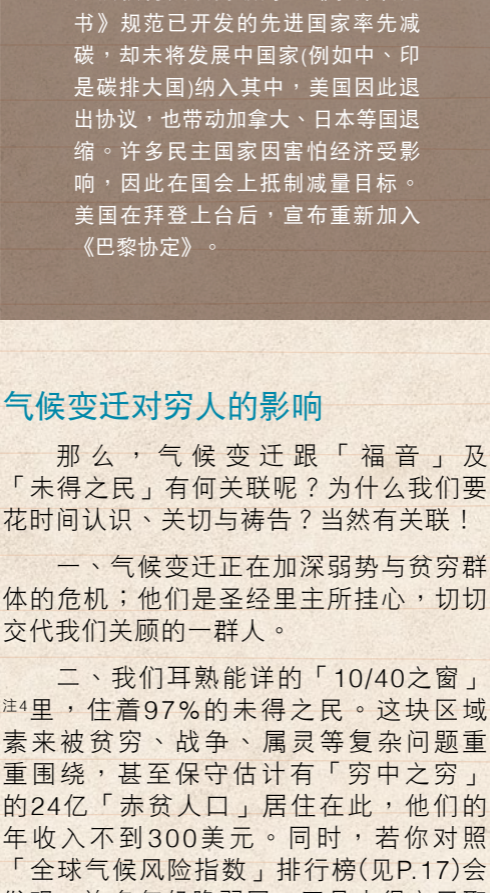 书》规范已开发的先进国家率先减
碳，却未将发展中国家(例如中、印
是碳排大国)纳入其中，美国因此退
出协议，也带动加拿大、日本等国退
缩。许多民主国家因害怕经济受影
响，因此在国会上抵制减量目标。
美国在拜登上台后，宣布重新加入
《巴黎协定》。
气候变迁对穷人的影响
那么，气候变迁跟「福音」及
「未得之民」有何关联呢？为什么我们要
花时间认识、关切与祷告？当然有关联！
一、气候变迁正在加深弱势与贫穷群
体的危机；他们是圣经里主所挂心，切切
交代我们关顾的一群人。
二、我们耳熟能详的「10/40之窗」
注4里，住着97%的未得之民。这块区域
素来被贫穷、战争、属灵等复杂问题重
重围绕，甚至保守估计有「穷中之穷」
的24亿「赤贫人口」居住在此，他们的
年收入不到300美元。同时，若你对照
「全球气候风险指数」排行榜(见P.17)会